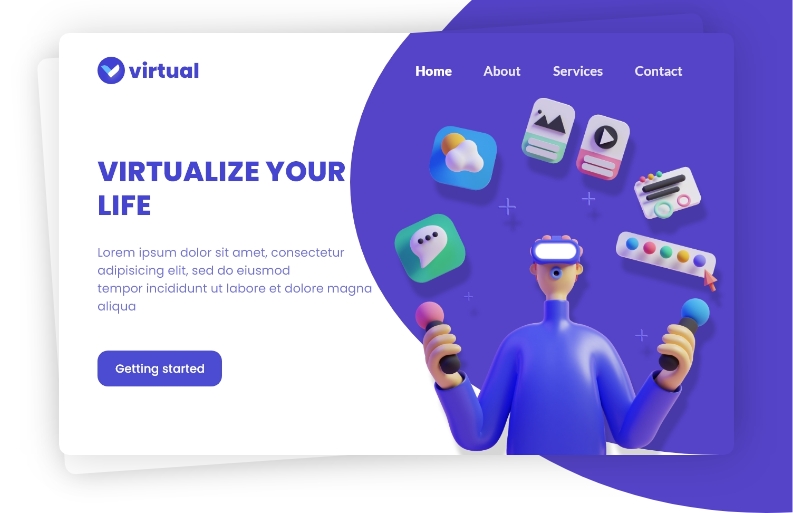 virtual
Home About Services Contact
VIRTUALIZE YOUR
LIFE
Lorem ipsum dolor sit amet, consectetur
adipisicing elit, sed do eiusmod
tempor incididunt ut labore et dolore magna
aliqua
Getting started